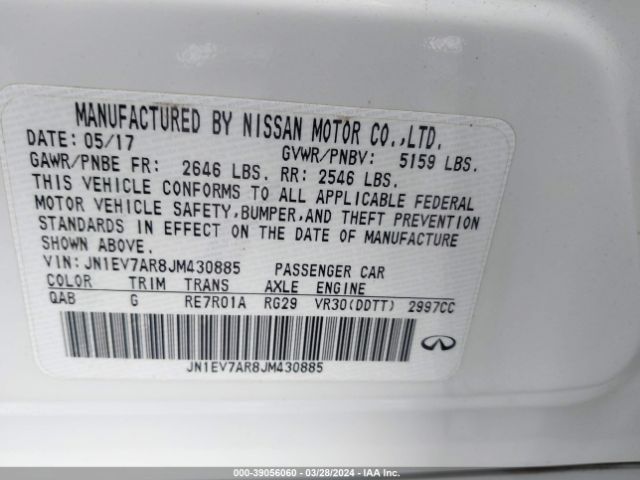 MANUFACTURED BY NISSAN MOTOR CO.,LTD.
DATE: 05/17 GVWR/PNBV: 5159 LBS.
GAWR/PNBE FR: 2646 LBS. RR: 2546 LBS.
THIS VEHICLE CONFORMS TO ALL APPLICABLE FEDERAL
MOTOR VEHICLE SAFETY,BUMPER,AND THEFT PREVENTION
STANDARDS IN EFFECT ON THE DATE OF MANUFACTURE
SHOWN ABOVE.
VIN: JN1EV7AR8JM430885 PASSENGER CAR
COLOR TRIM TRANS AXLE ENGINE
QAB G RE7R01A RG29 VR30(DDTT) 2997CC
JN1EV7AR8JM430885
000-39056060 - 03/28/2024 - IAA Inc.